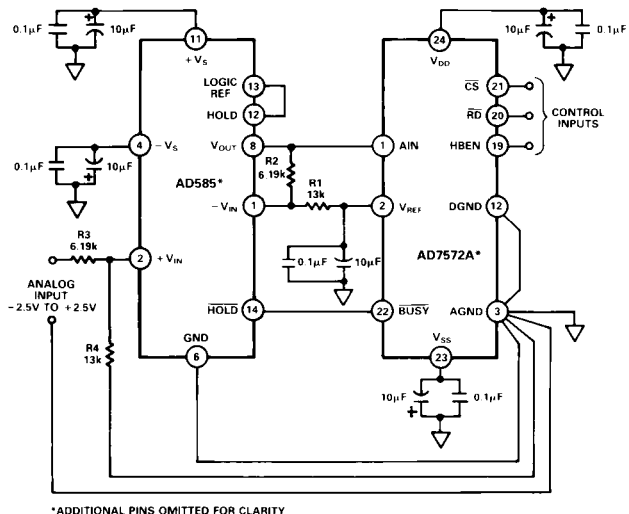 0.1μF
10μF
11
+VS
13
LOGIC
REF
12
HOLD
4
–VS
0.1μF
10μF
8
VOUT
R2
6.19k
AD585*
1
–VIN
R1
13k
R3
6.19k
2
+VIN
ANALOG
INPUT
–2.5V TO +2.5V
R4
13k
14
HOLD
GND
6
24
VDD
10μF
0.1μF
21
CS
20
RD
19
HBEN
CONTROL
INPUTS
1
AIN
2
VREF
12
DGND
AD7572A*
0.1μF
10μF
22
BUSY
AGND
3
VSS
23
10μF
0.1μF
*ADDITIONAL PINS OMITTED FOR CLARITY